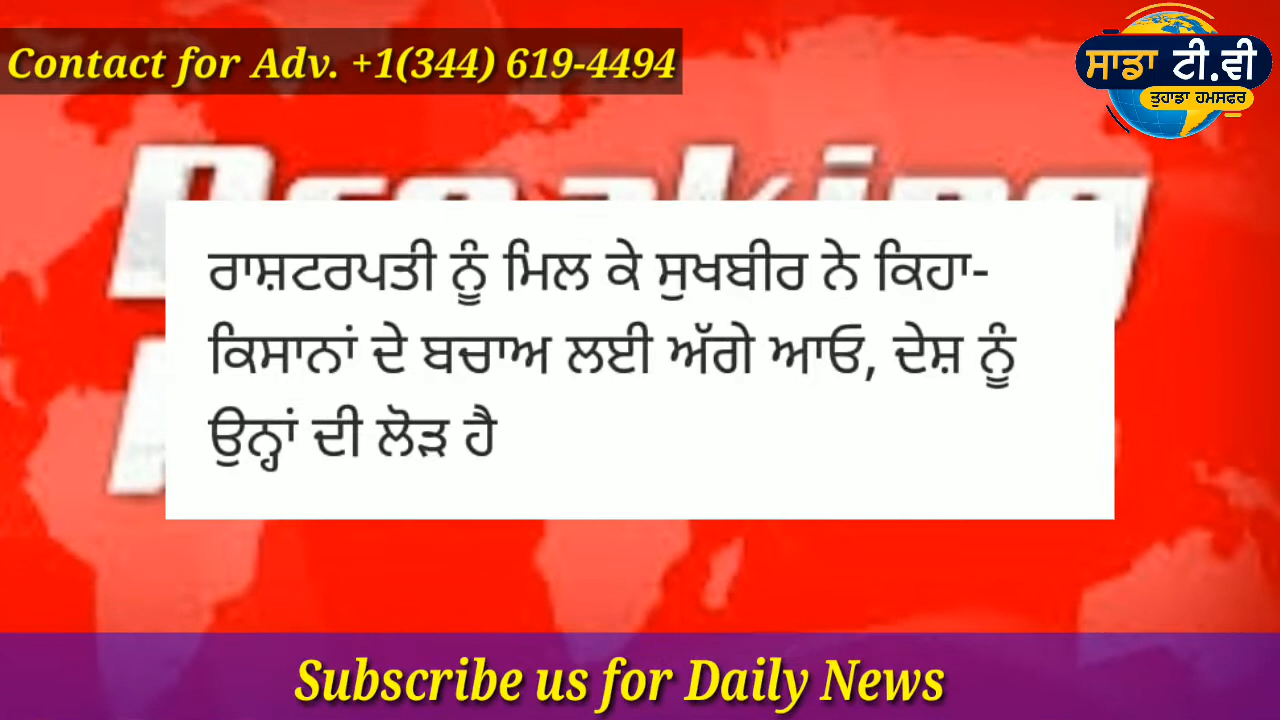 Contact for Adv. +1(344) 619-4494
ਸਾਡਾ ਟੀ.ਵੀ
ਤੁਹਾਡਾ ਹਮਸਫਰ
Breaking
ਰਾਸ਼ਟਰਪਤੀ ਨੂੰ ਮਿਲ ਕੇ ਸੁਖਬੀਰ ਨੇ ਕਿਹਾ-
ਕਿਸਾਨਾਂ ਦੇ ਬਚਾਅ ਲਈ ਅੱਗੇ ਆਓ, ਦੇਸ਼ ਨੂੰ
ਉਨ੍ਹਾਂ ਦੀ ਲੋੜ ਹੈ
Subscribe us for Daily News